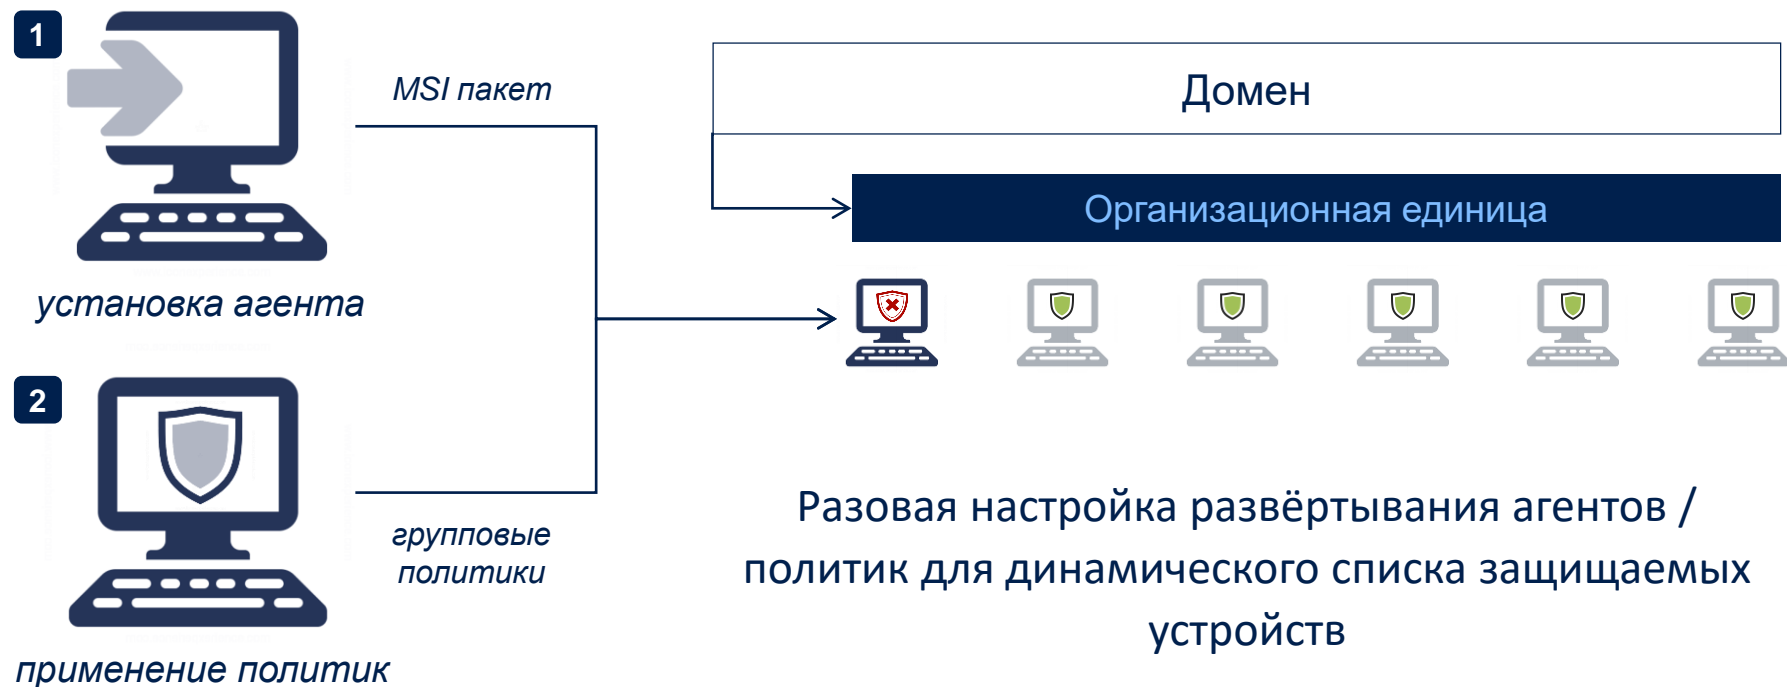 1
MSI пакет
установка агента
2
групповые
политики
применение политик
Домен
Организационная единица
Разовая настройка развёртывания агентов /
политик для динамического списка защищаемых
устройств